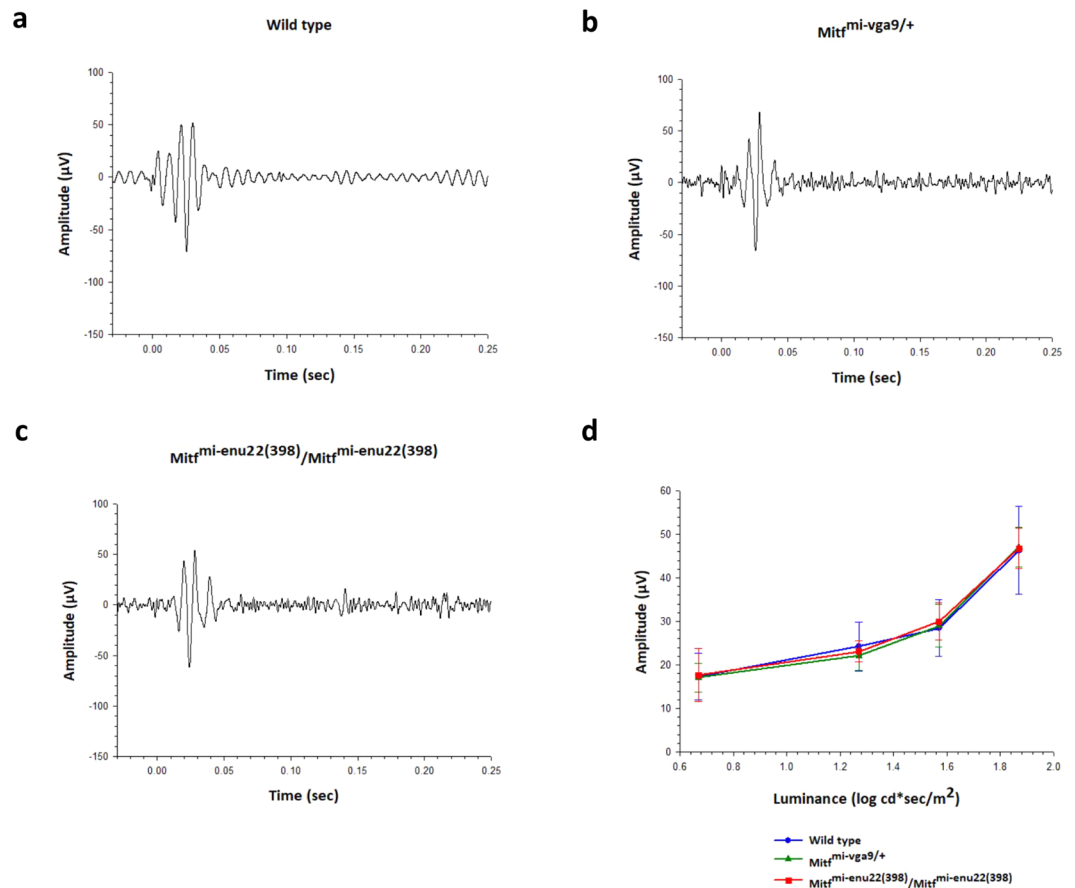 a
Wild type
100
50
0
-50
-100
-150
Amplitude (µV)
0.00 0.05 0.10 0.15 0.20 0.25
Time (sec)
b
Mitf^mi-vga9/+
100
50
0
-50
-100
-150
Amplitude (µV)
0.00 0.05 0.10 0.15 0.20 0.25
Time (sec)
c
Mitf^mi-enu22(398)/Mitf^mi-enu22(398)
100
50
0
-50
-100
-150
Amplitude (µV)
0.00 0.05 0.10 0.15 0.20 0.25
Time (sec)
d
60
50
40
30
20
10
0
Amplitude (µV)
0.6 0.8 1.0 1.2 1.4 1.6 1.8 2.0
Luminance (log cd*sec/m²)
Wild type
Mitf^mi-vga9/+
Mitf^mi-enu22(398)/Mitf^mi-enu22(398)